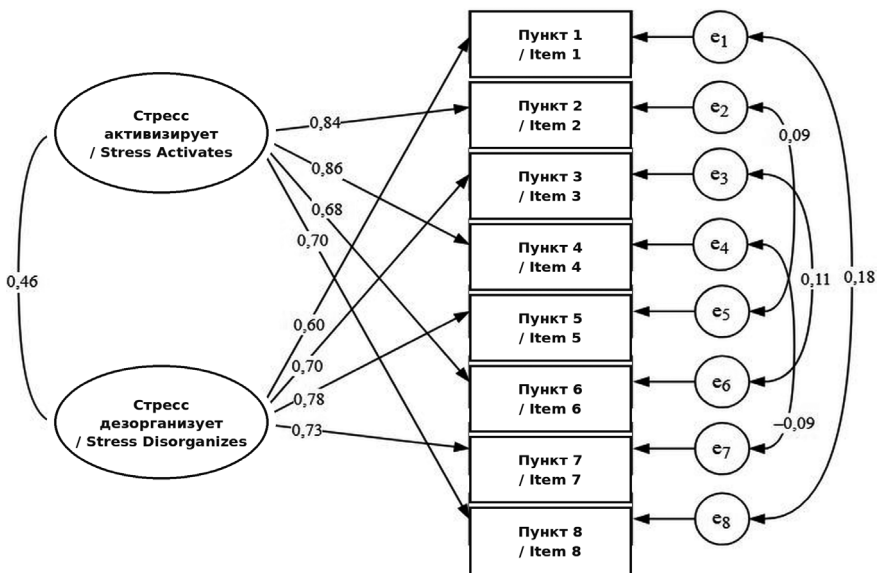 Пункт 1
/ Item 1
e1
Пункт 2
/ Item 2
e2
0,09
Стресс
активизирует
/ Stress Activates
0,84
0,86
0,68
0,70
Пункт 3
/ Item 3
e3
Пункт 4
/ Item 4
e4
0,46
0,11
0,18
Пункт 5
/ Item 5
e5
0,60
0,70
0,78
0,73
Стресс
дезорганизует
/ Stress Disorganizes
Пункт 6
/ Item 6
e6
–0,09
Пункт 7
/ Item 7
e7
Пункт 8
/ Item 8
e8